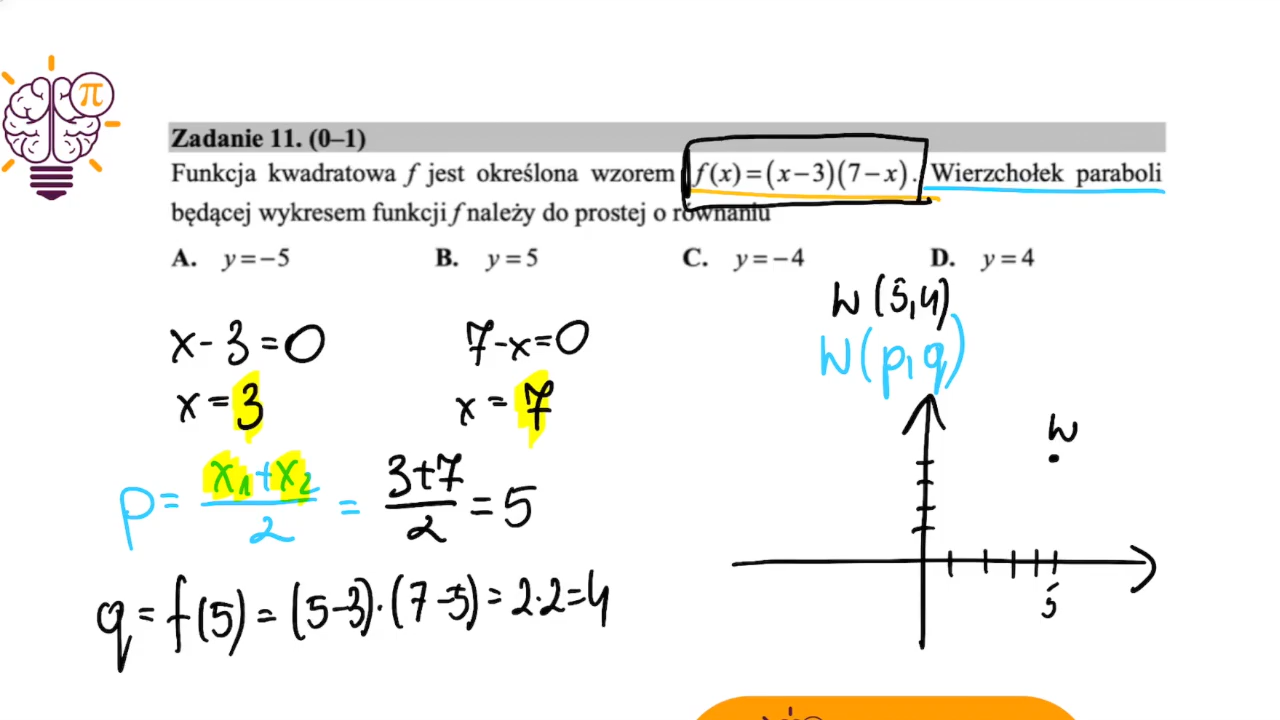 π
Zadanie 11. (0–1)
Funkcja kwadratowa f jest określona wzorem f(x)=(x−3)(7−x). Wierzchołek paraboli
będącej wykresem funkcji f należy do prostej o równaniu
A. y=−5 B. y=5 C. y=−4 D. y=4
W(5,4)
x-3=0 7-x=0
W(p,q)
x=3 x=7
W
p= x₁+x₂/2 = 3+7/2 = 5
q=f(5)=(5-3)·(7-5)=2·2=4
5